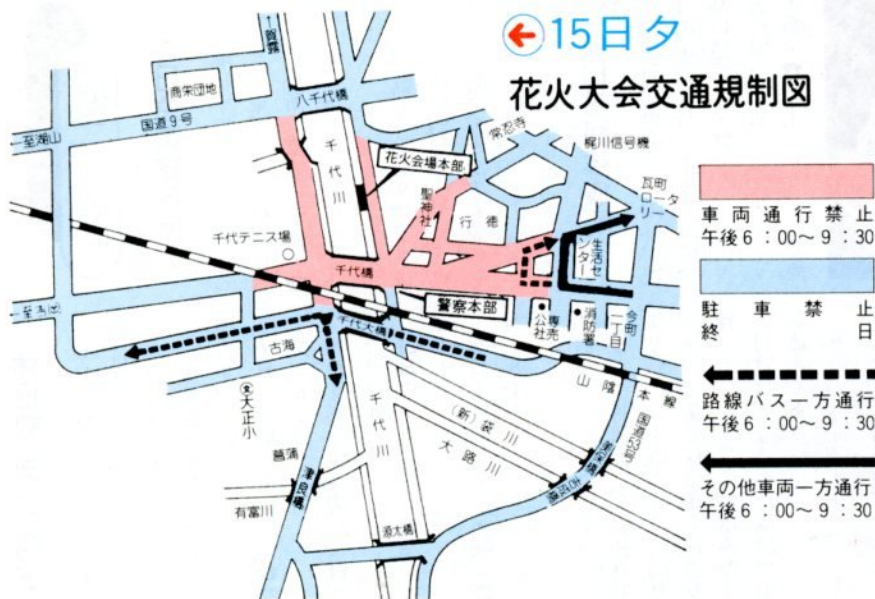 15日夕
花火大会交通規制図
↑賀露
商栄団地
八千代橋
国道9号
←至湖山
千代川
花火会場本部
常忍寺
梶川信号機
瓦町ロータリー
聖神社
行徳
千代テニス場
千代橋
生活センター
警察本部
専売公社
消防署
今町一丁目
千代大橋
古海
文大正小
山陰本線
千代川
(新)袋川
大路川
国道53号
菖蒲
有富川
源太橋
車両通行禁止
午後6:00~9:30
駐車禁止
終日
路線バス一方通行
午後6:00~9:30
その他車両一方通行
午後6:00~9:30